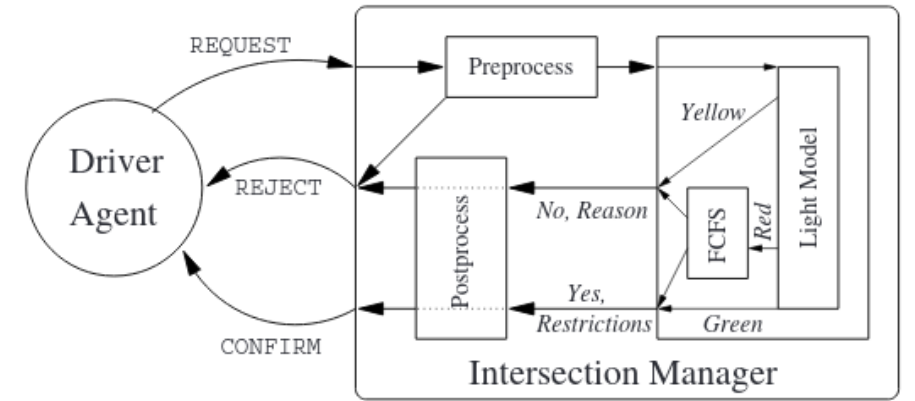 REQUEST
Preprocess
Yellow
Driver
Agent
REJECT
Postprocess
No, Reason
FCFS
Red
Light Model
Yes,
Restrictions
Green
CONFIRM
Intersection Manager